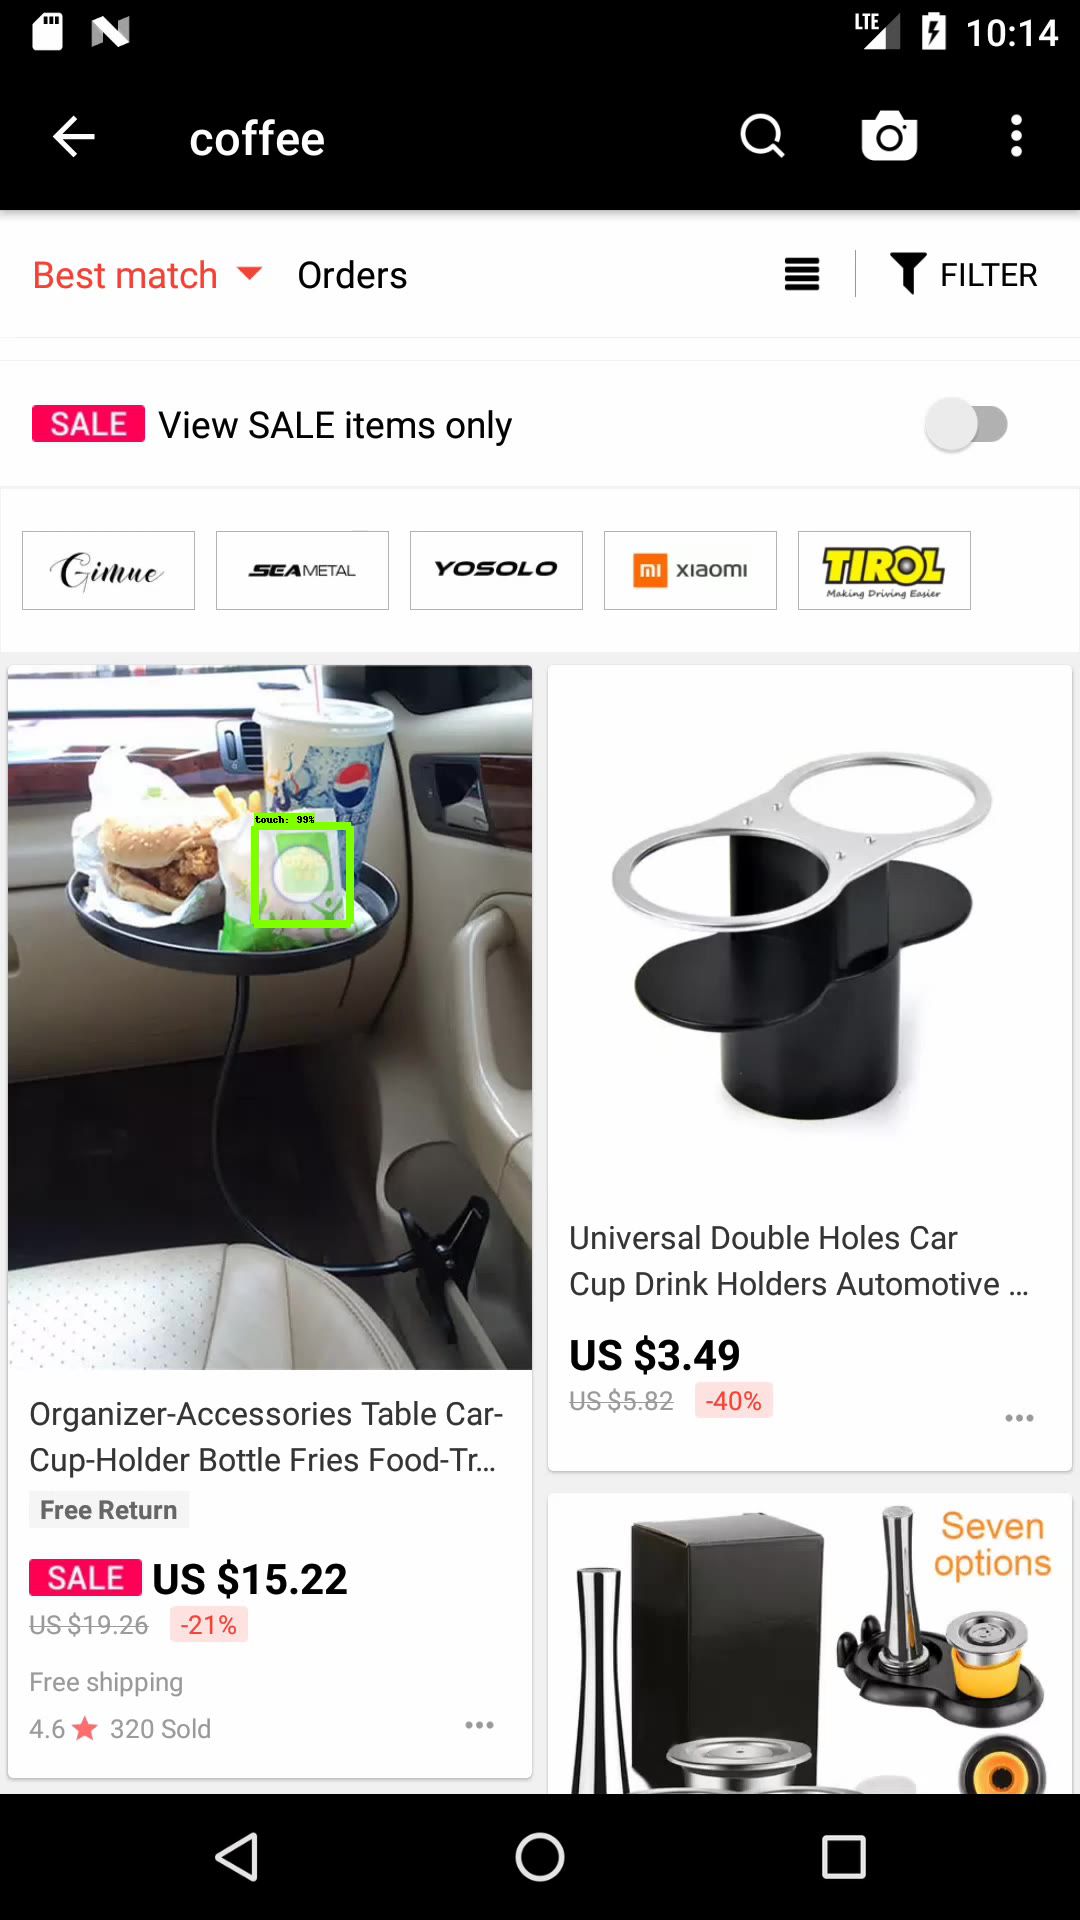 LTE 10:14
coffee
Best match Orders FILTER
SALE View SALE items only
Gimue SEAMETAL YOSOLO mi xiaomi TIROL
Making Driving Easier
touch: 99%
Organizer-Accessories Table Car-
Cup-Holder Bottle Fries Food-Tr...
Free Return
SALE US $15.22
US $19.26 -21%
Free shipping
4.6 320 Sold
Universal Double Holes Car
Cup Drink Holders Automotive ...
US $3.49
US $5.82 -40%
Seven
options